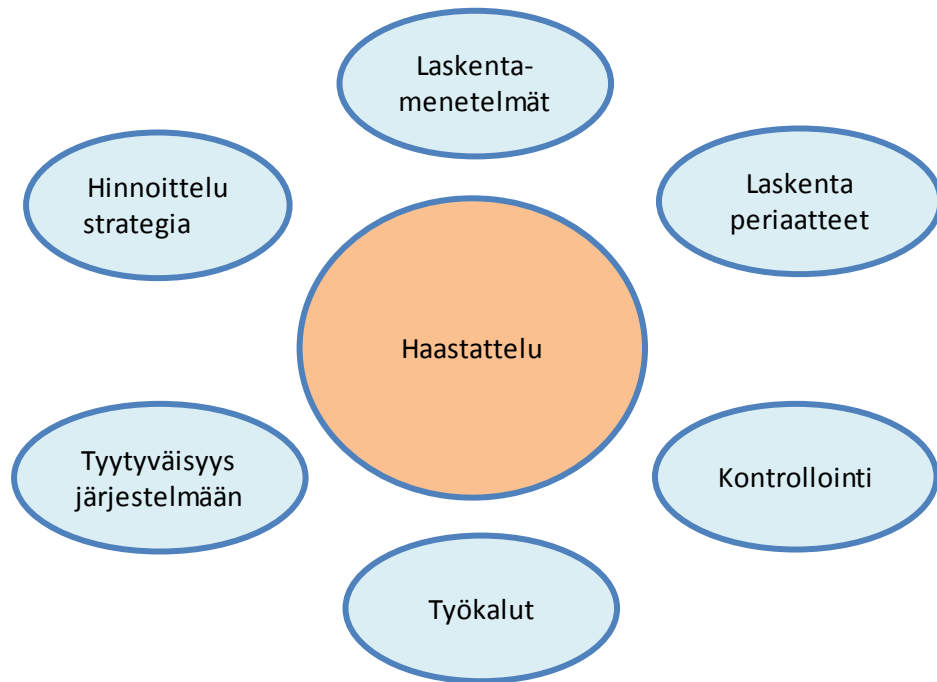 Laskenta-
menetelmät
Hinnoittelu
strategia
Laskenta
periaatteet
Haastattelu
Tyytyväisyys
järjestelmään
Kontrollointi
Työkalut